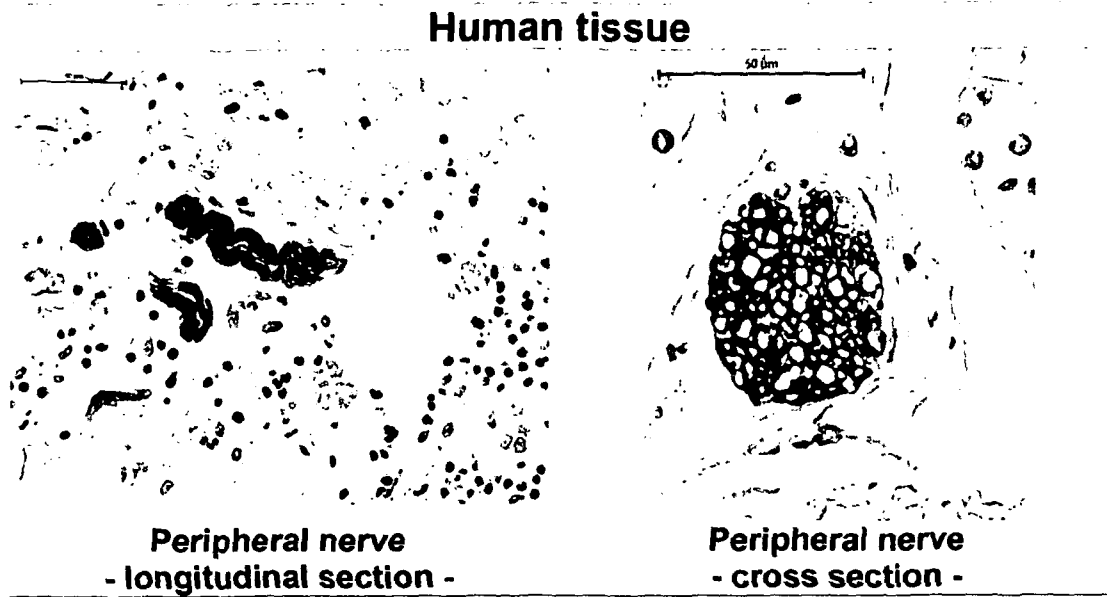 Human tissue
50 µm
Peripheral nerve
- longitudinal section -
Peripheral nerve
- cross section -